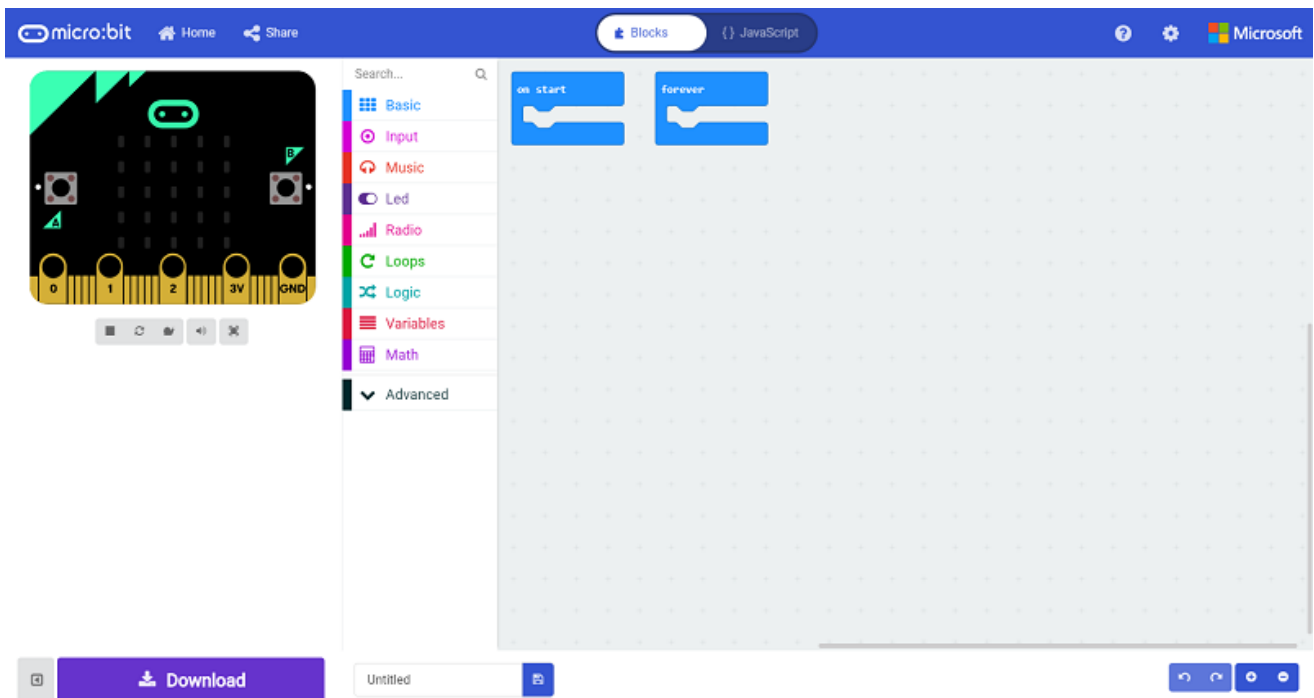 micro:bit Home Share Blocks {} JavaScript ? Microsoft
Search...
Basic
Input
Music
Led
Radio
Loops
Logic
Variables
Math
Advanced
on start forever
B
A
0 1 2 3V GND
Download Untitled